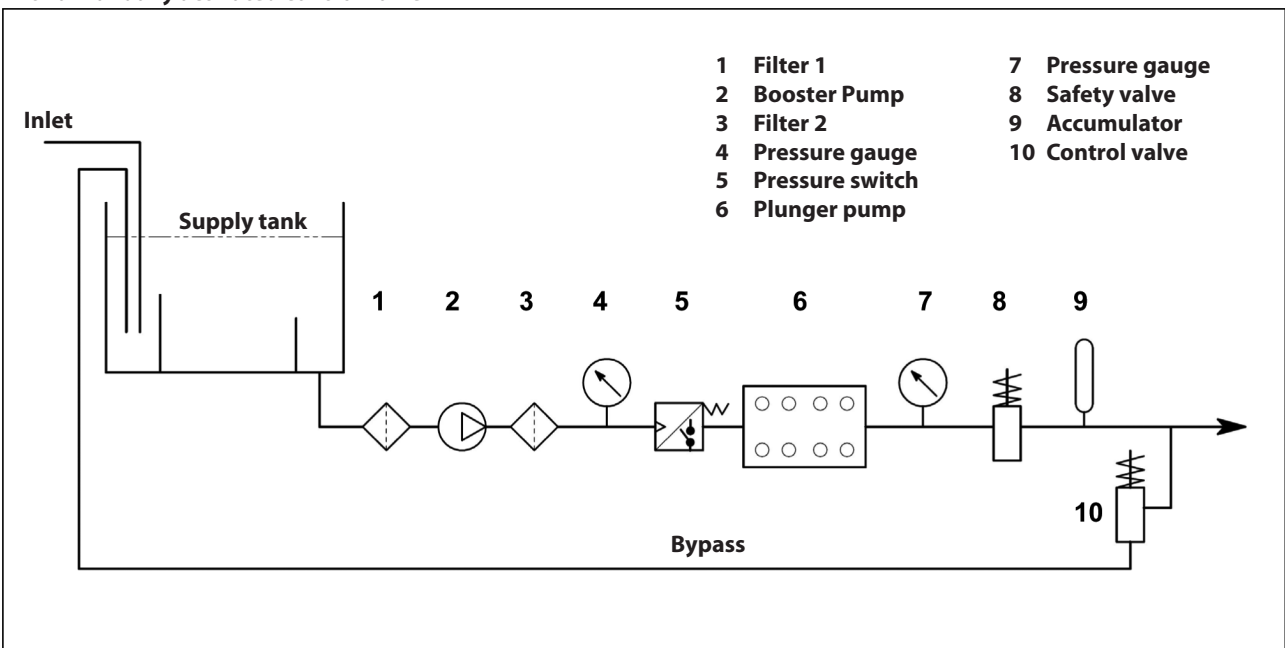 1 Filter 1
2 Booster Pump
3 Filter 2
4 Pressure gauge
5 Pressure switch
6 Plunger pump
7 Pressure gauge
8 Safety valve
9 Accumulator
10 Control valve
Inlet
Supply tank
1 2 3 4 5 6 7 8 9
10
Bypass